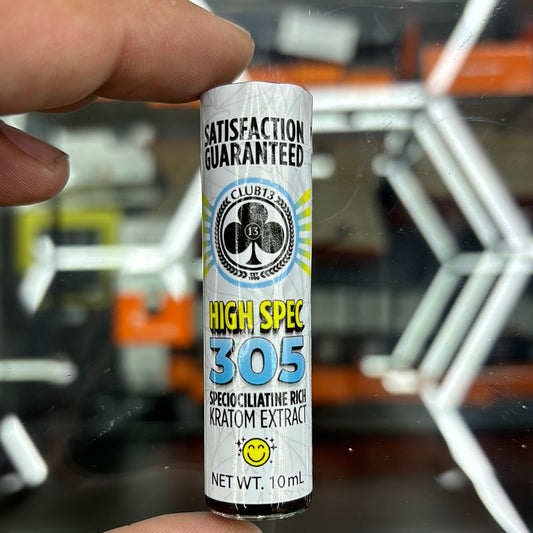 SATISFACTION
GUARANTEED
CLUB13
13
HIGH SPEC
305
SPECIOCILIATINE RICH
KRATOM EXTRACT
NET WT. 10mL